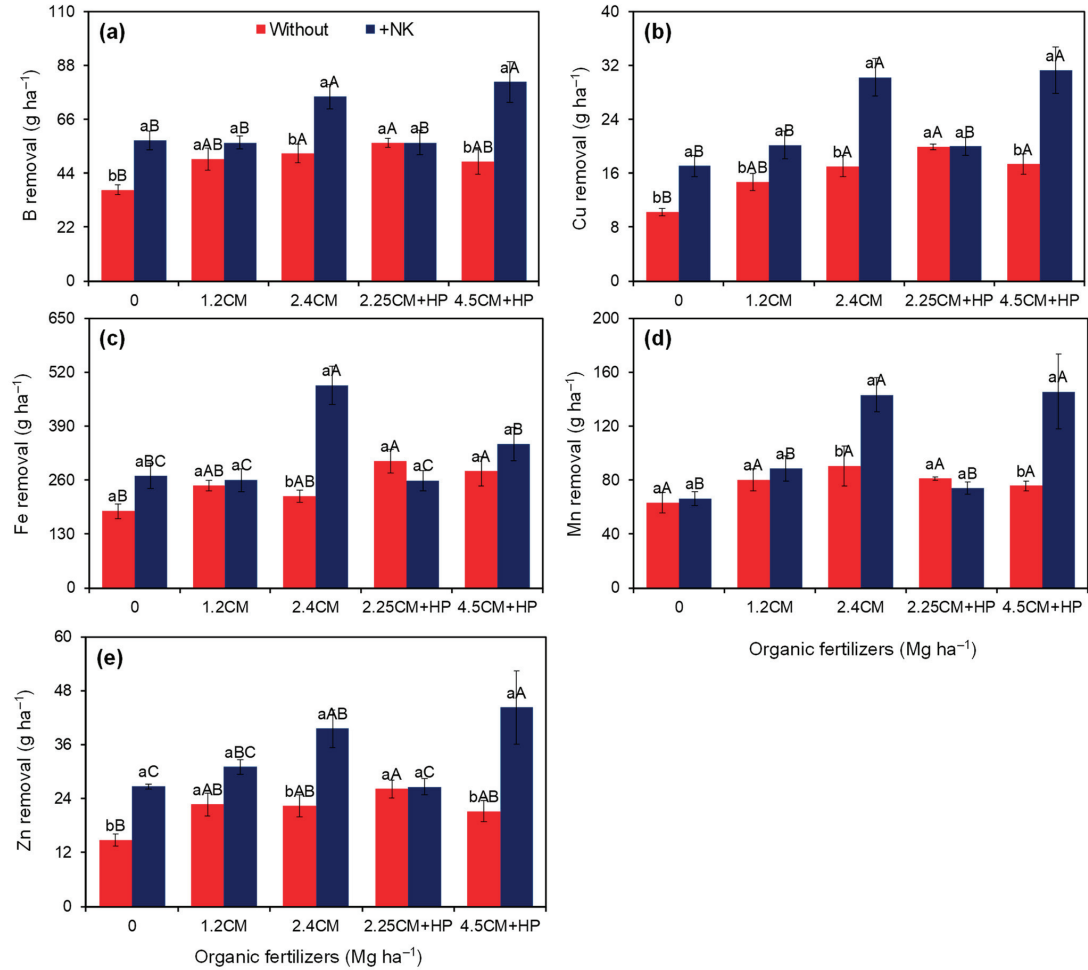 (a)
Without
+NK
B removal (g ha⁻¹)
110
88
66
44
22
0
bB
aB
aAB
aB
bA
aA
aA
aB
bAB
aA
0
1.2CM
2.4CM
2.25CM+HP
4.5CM+HP
(b)
Cu removal (g ha⁻¹)
40
32
24
16
8
0
bB
aB
bAB
aB
bA
aA
aA
aB
bA
aA
0
1.2CM
2.4CM
2.25CM+HP
4.5CM+HP
(c)
Fe removal (g ha⁻¹)
650
520
390
260
130
0
aB
aBC
aAB
aC
bAB
aA
aA
aC
aA
aB
0
1.2CM
2.4CM
2.25CM+HP
4.5CM+HP
(d)
Mn removal (g ha⁻¹)
200
160
120
80
40
0
aA
aB
aA
aB
bA
aA
aA
aB
bA
aA
0
1.2CM
2.4CM
2.25CM+HP
4.5CM+HP
Organic fertilizers (Mg ha⁻¹)
(e)
Zn removal (g ha⁻¹)
60
48
36
24
12
0
bB
aC
aAB
aBC
bAB
aAB
aA
aC
bAB
aA
0
1.2CM
2.4CM
2.25CM+HP
4.5CM+HP
Organic fertilizers (Mg ha⁻¹)